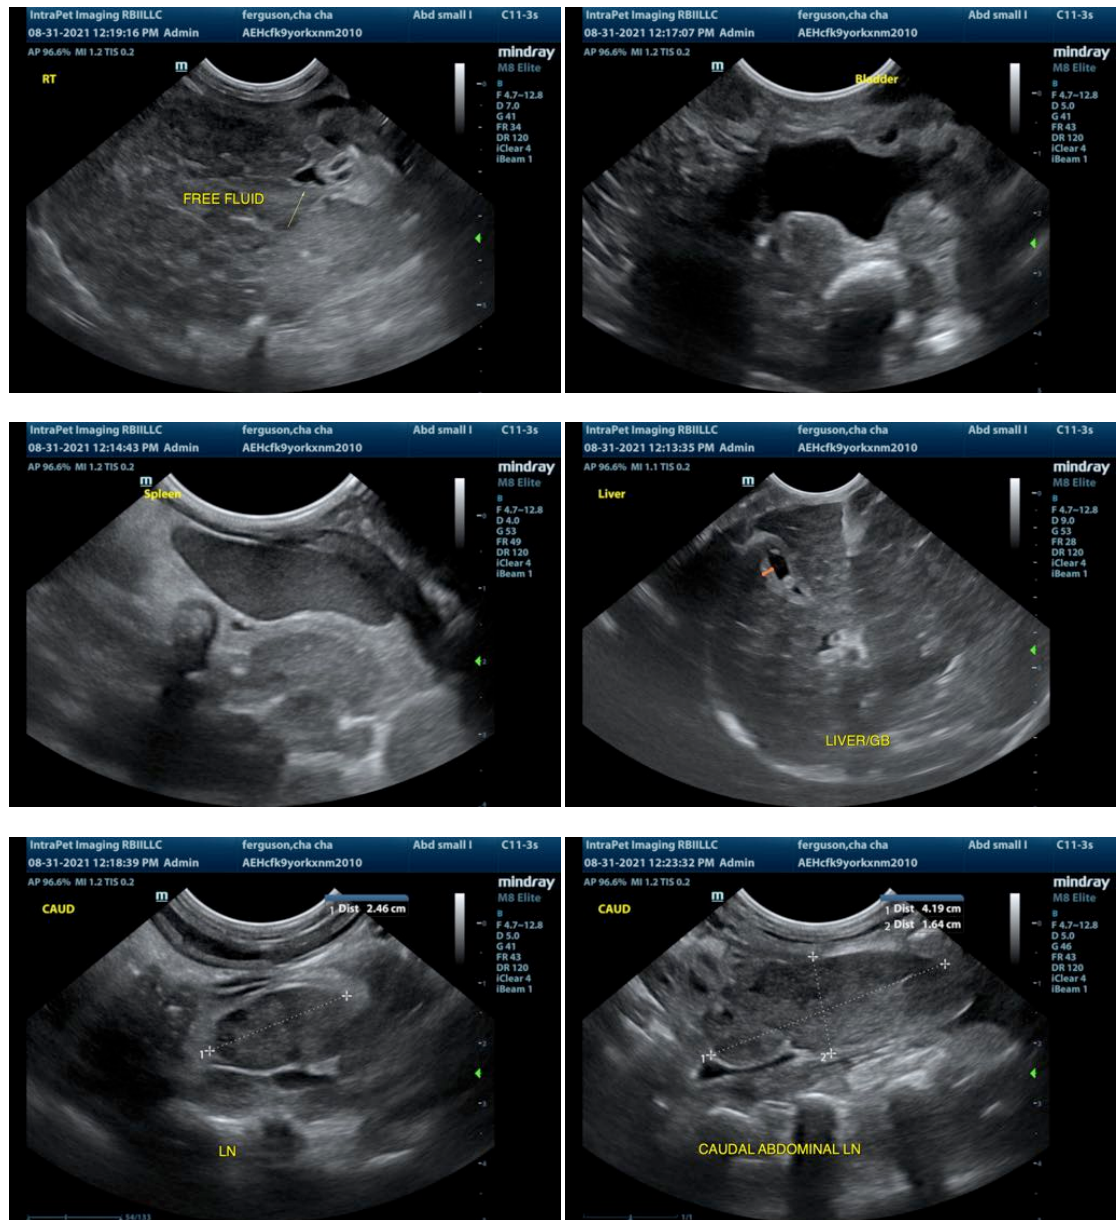 IntraPet Imaging RBIILLC ferguson,cha cha Abd small I C11-3s
08-31-2021 12:19:16 PM Admin AEHcfk9yorkxnm2010
AP 96.6% MI 1.2 TIS 0.2 mindray
m M8 Elite
RT
B
F 4.7~12.8
D 7.0
G 41
FR 34
DR 120
iClear 4
iBeam 1
FREE FLUID
IntraPet Imaging RBIILLC ferguson,cha cha Abd small I C11-3s
08-31-2021 12:17:07 PM Admin AEHcfk9yorkxnm2010
AP 96.6% MI 1.2 TIS 0.2 mindray
m M8 Elite
Bladder
B
F 4.7~12.8
D 5.0
G 41
FR 43
DR 120
iClear 4
iBeam 1
IntraPet Imaging RBIILLC ferguson,cha cha Abd small I C11-3s
08-31-2021 12:14:43 PM Admin AEHcfk9yorkxnm2010
AP 96.6% MI 1.2 TIS 0.2 mindray
m M8 Elite
Spleen
B
F 4.7~12.8
D 4.0
G 53
FR 49
DR 120
iClear 4
iBeam 1
IntraPet Imaging RBIILLC ferguson,cha cha Abd small I C11-3s
08-31-2021 12:13:35 PM Admin AEHcfk9yorkxnm2010
AP 96.6% MI 1.1 TIS 0.2 mindray
m M8 Elite
Liver
B
F 4.7~12.8
D 9.0
G 53
FR 28
DR 120
iClear 4
iBeam 1
LIVER/GB
IntraPet Imaging RBIILLC ferguson,cha cha Abd small I C11-3s
08-31-2021 12:18:39 PM Admin AEHcfk9yorkxnm2010
AP 96.6% MI 1.2 TIS 0.2 mindray
m M8 Elite
CAUD
1 Dist 2.46 cm
B
F 4.7~12.8
D 5.0
G 41
FR 43
DR 120
iClear 4
iBeam 1
1
LN
54/133
IntraPet Imaging RBIILLC ferguson,cha cha Abd small I C11-3s
08-31-2021 12:23:32 PM Admin AEHcfk9yorkxnm2010
AP 96.6% MI 1.2 TIS 0.2 mindray
m M8 Elite
CAUD
1 Dist 4.19 cm
2 Dist 1.64 cm
B
F 4.7~12.8
D 5.0
G 46
FR 43
DR 120
iClear 4
iBeam 1
1 2
CAUDAL ABDOMINAL LN
1/1